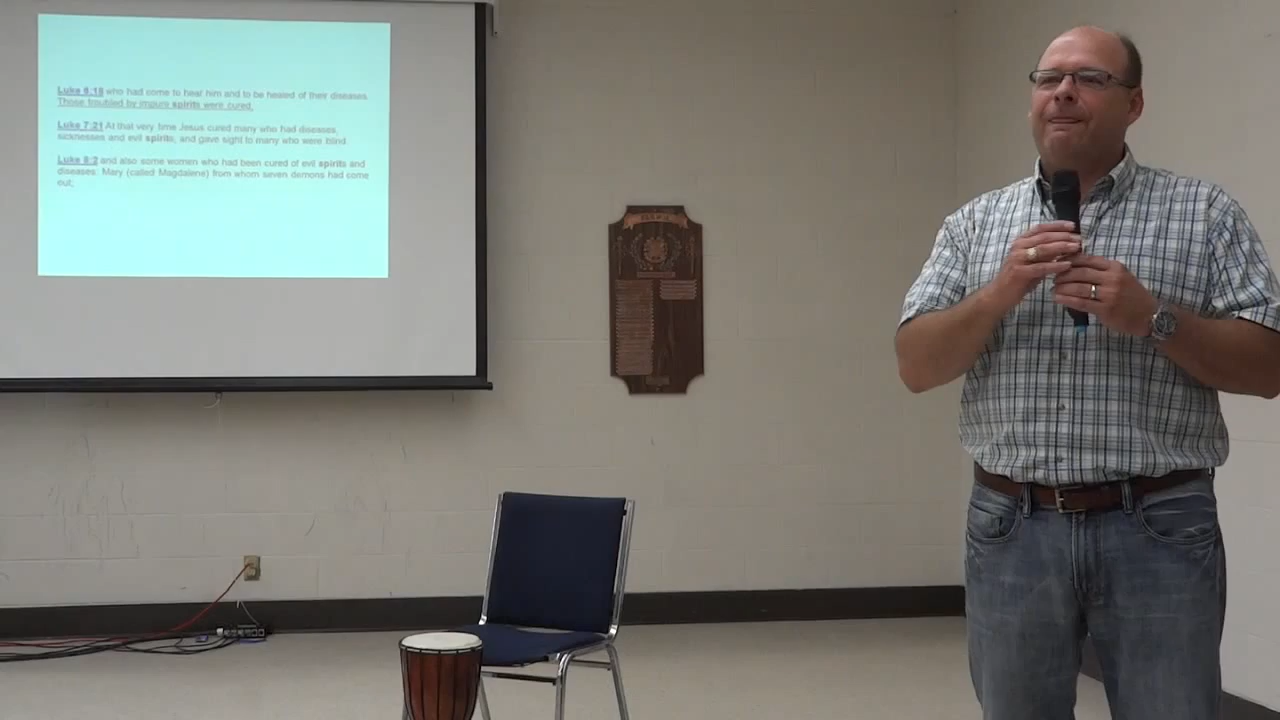 Luke 6:18 who had come to hear him and to be healed of their diseases.
Those troubled by impure spirits were cured,
Luke 7:21 At that very time Jesus cured many who had diseases,
sicknesses and evil spirits, and gave sight to many who were blind.
Luke 8:2 and also some women who had been cured of evil spirits and
diseases: Mary (called Magdalene) from whom seven demons had come
out;